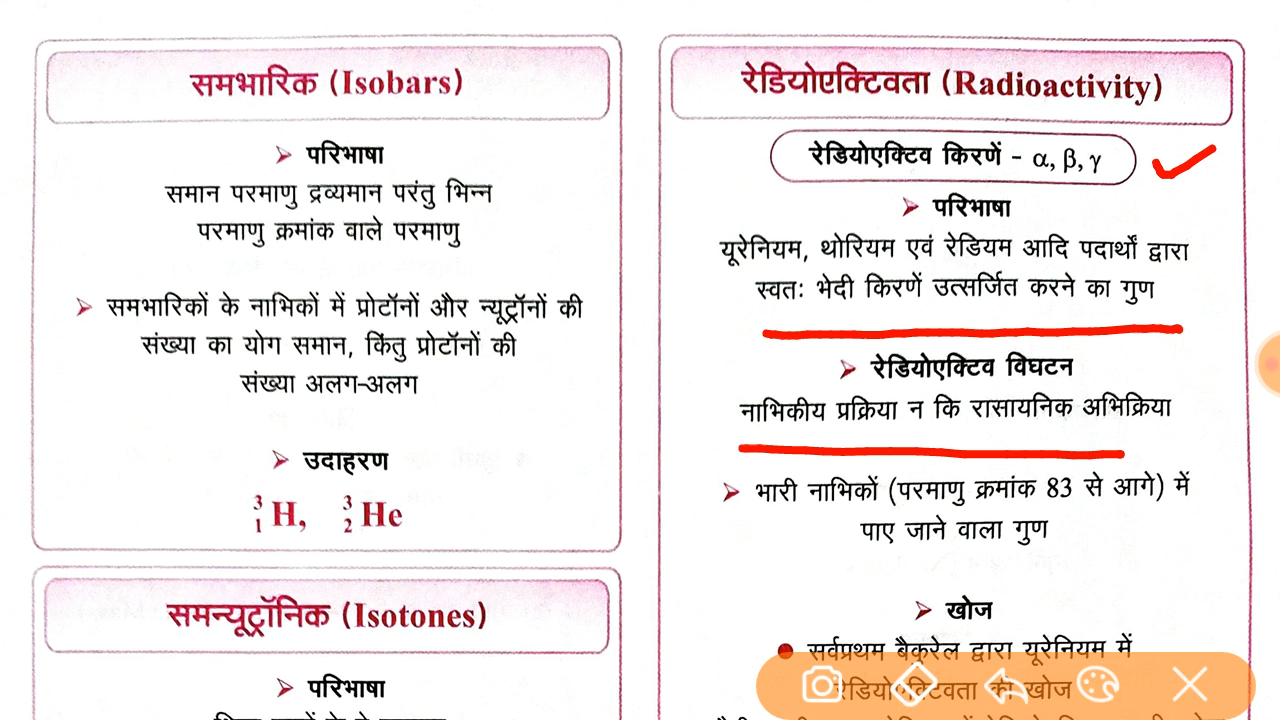 समभारिक (Isobars)
➤ परिभाषा
समान परमाणु द्रव्यमान परंतु भिन्न
परमाणु क्रमांक वाले परमाणु
➤ समभारिकों के नाभिकों में प्रोटॉनों और न्यूट्रॉनों की
संख्या का योग समान, किंतु प्रोटॉनों की
संख्या अलग-अलग
➤ उदाहरण
³₁H, ³₂He
समन्यूट्रॉनिक (Isotones)
➤ परिभाषा
रेडियोएक्टिवता (Radioactivity)
रेडियोएक्टिव किरणें - α, β, γ
➤ परिभाषा
यूरेनियम, थोरियम एवं रेडियम आदि पदार्थों द्वारा
स्वतः भेदी किरणें उत्सर्जित करने का गुण
➤ रेडियोएक्टिव विघटन
नाभिकीय प्रक्रिया न कि रासायनिक अभिक्रिया
➤ भारी नाभिकों (परमाणु क्रमांक 83 से आगे) में
पाए जाने वाला गुण
➤ खोज
● सर्वप्रथम बैकुरेल द्वारा यूरेनियम में
रेडियोएक्टिवता की खोज